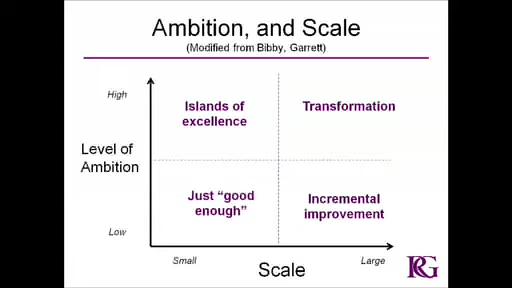 Ambition, and Scale
(Modified from Bibby, Garrett)
High
Islands of
excellence
Transformation
Level of
Ambition
Just “good
enough”
Incremental
improvement
Low
Small
Large
Scale
RG